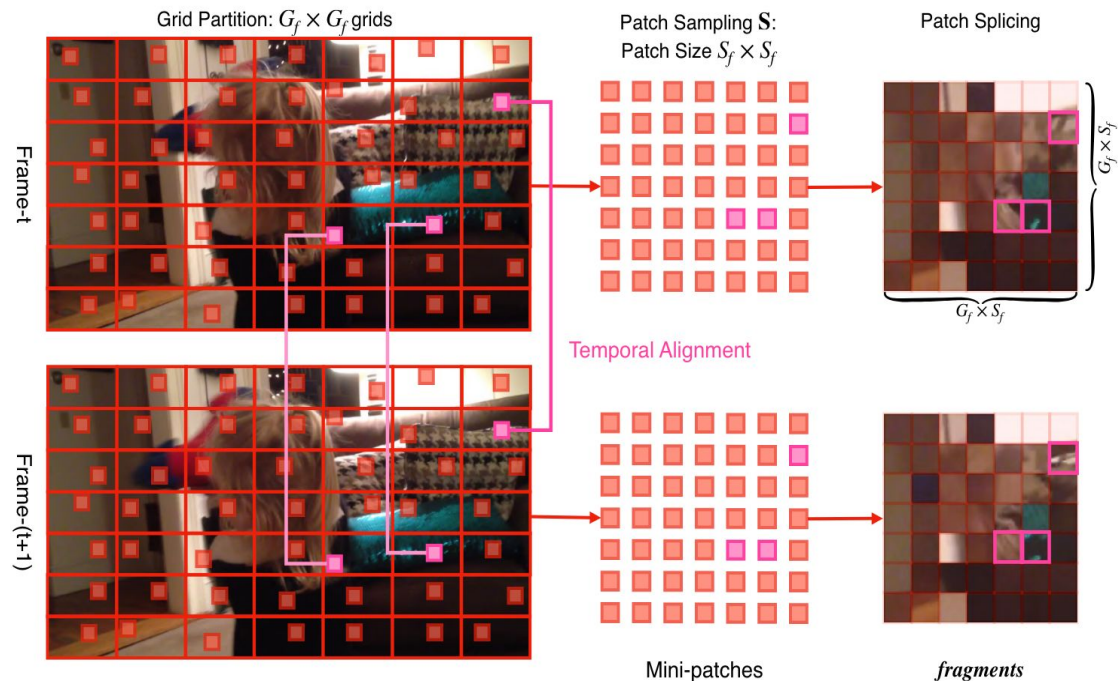 Grid Partition: G_f × G_f grids
Patch Sampling S:
Patch Size S_f × S_f
Patch Splicing
Frame-t
G_f × S_f
G_f × S_f
Temporal Alignment
Frame-(t+1)
Mini-patches
fragments